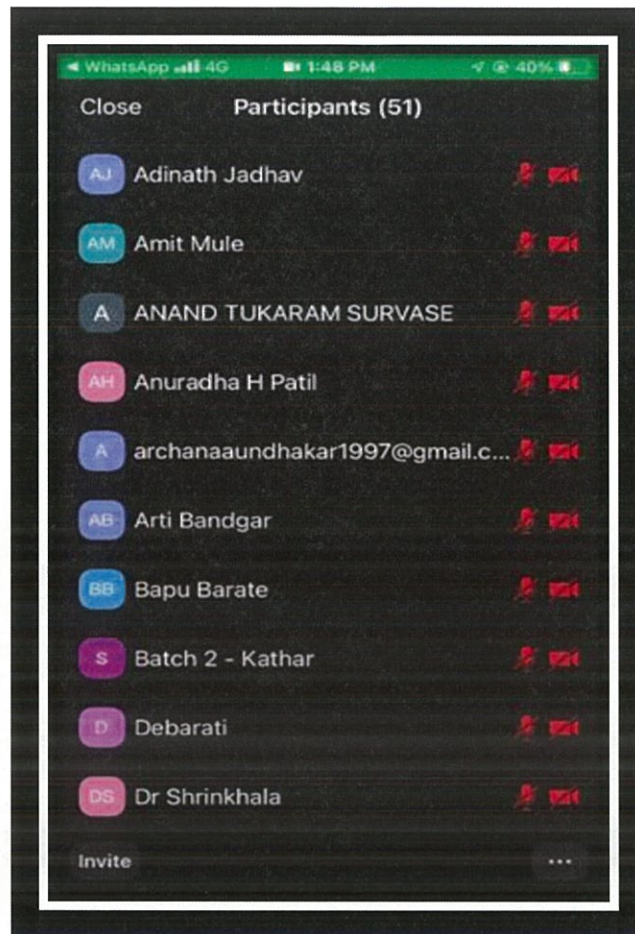 ◄ WhatsApp 4G 1:48 PM 40%
Close Participants (51)
AJ Adinath Jadhav
AM Amit Mule
A ANAND TUKARAM SURVASE
AH Anuradha H Patil
A archanaaundhakar1997@gmail.c...
AB Arti Bandgar
BB Bapu Barate
S Batch 2 - Kathar
D Debarati
DS Dr Shrinkhala
Invite ...